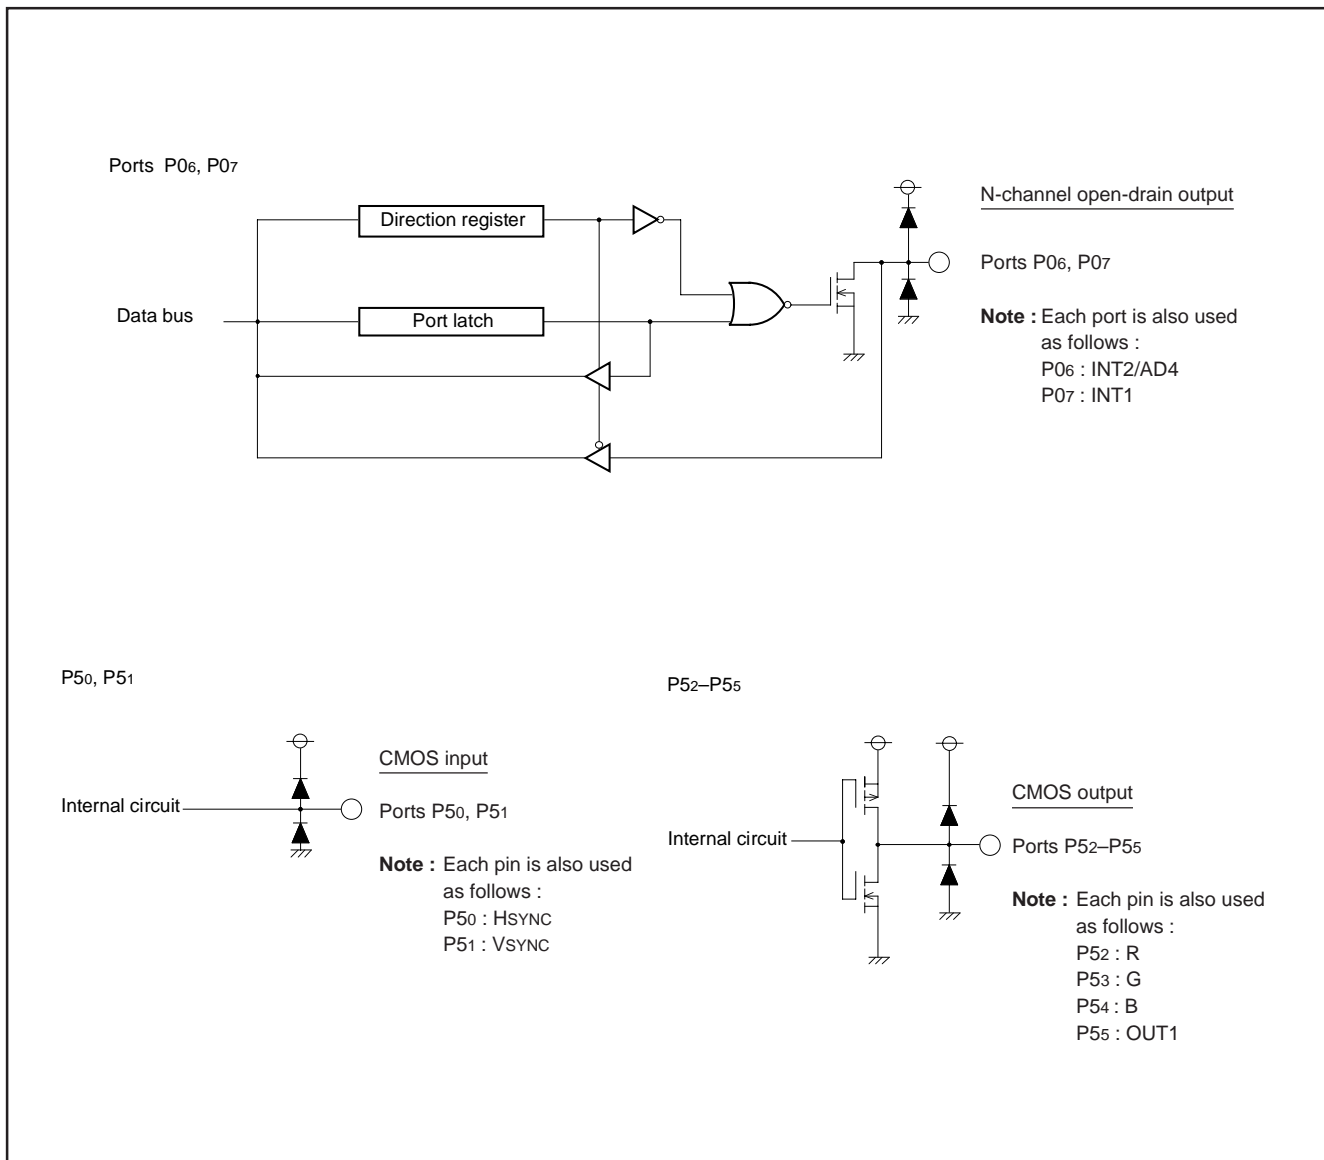 Ports P06, P07
Direction register
N-channel open-drain output
Data bus
Port latch
Ports P06, P07
Note : Each port is also used
as follows :
P06 : INT2/AD4
P07 : INT1
P50, P51
CMOS input
Internal circuit
Ports P50, P51
Note : Each pin is also used
as follows :
P50 : HSYNC
P51 : VSYNC
P52–P55
CMOS output
Internal circuit
Ports P52–P55
Note : Each pin is also used
as follows :
P52 : R
P53 : G
P54 : B
P55 : OUT1